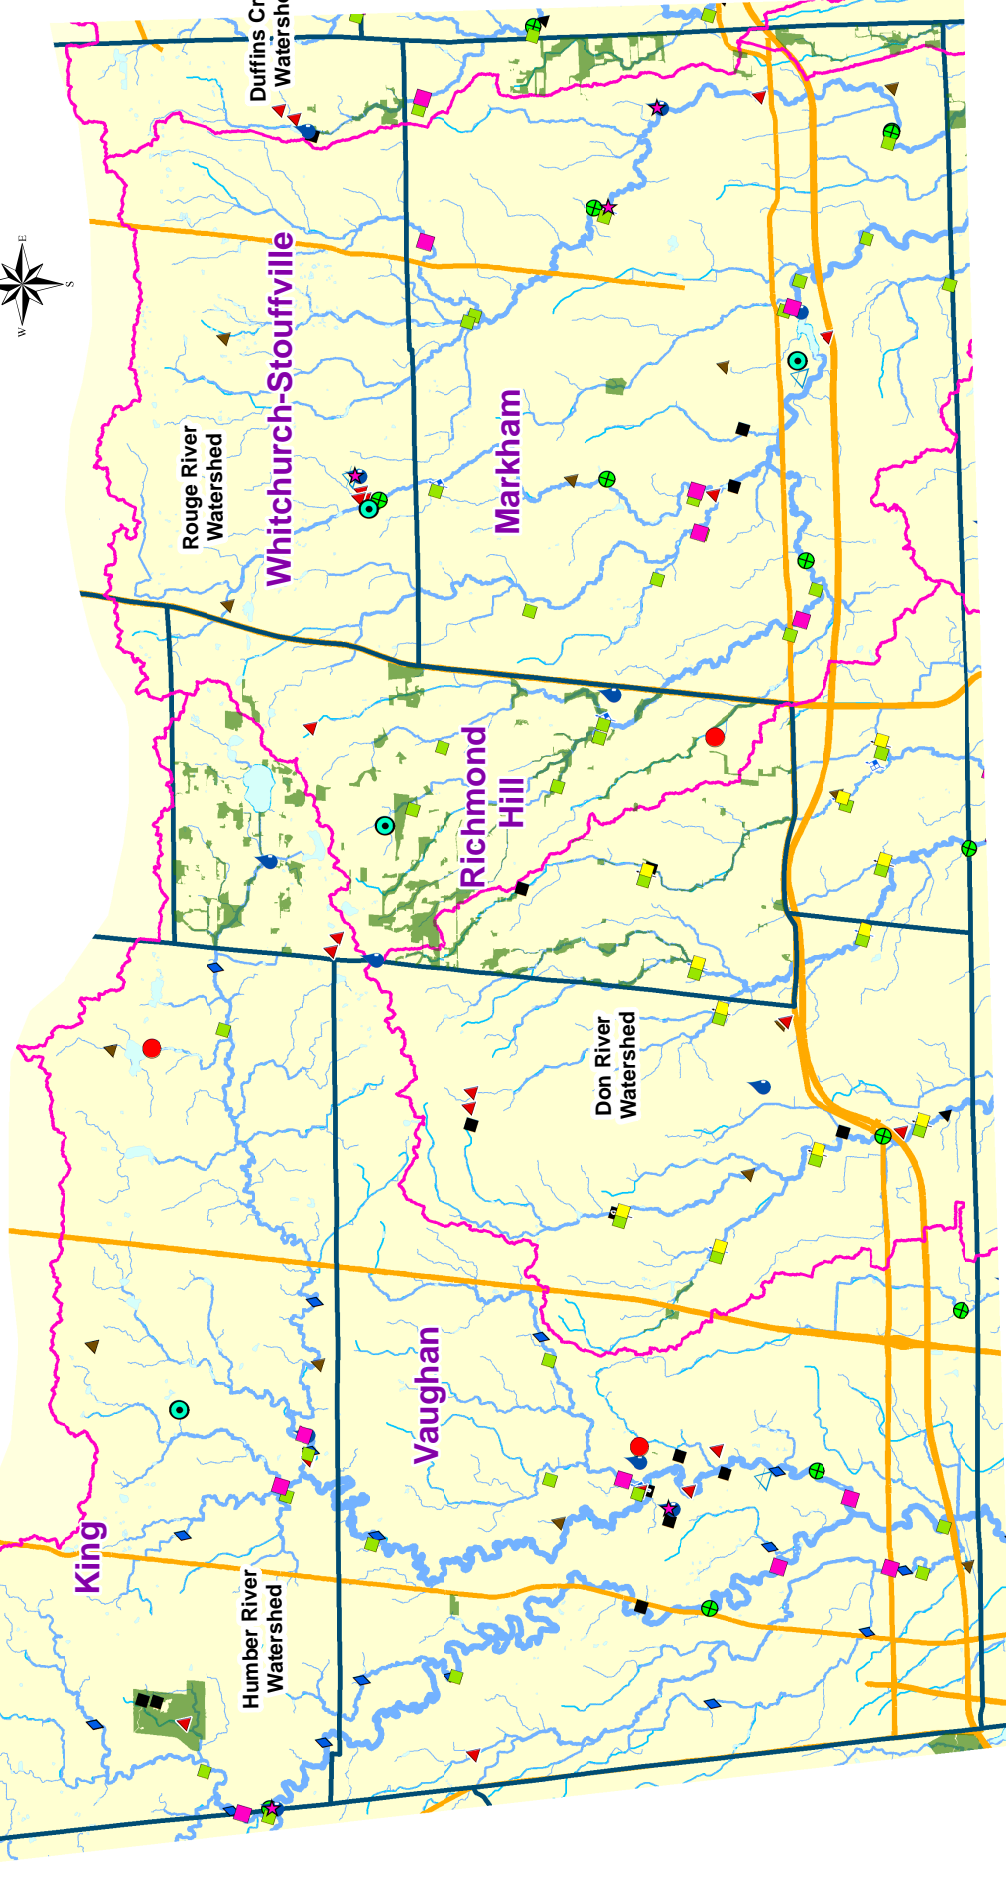 Duffins Cr
Watersh
E
S
W
Whitchurch-Stouffville
Rouge River
Watershed
Markham
Richmond
Hill
Don River
Watershed
Vaughan
King
Humber River
Watershed